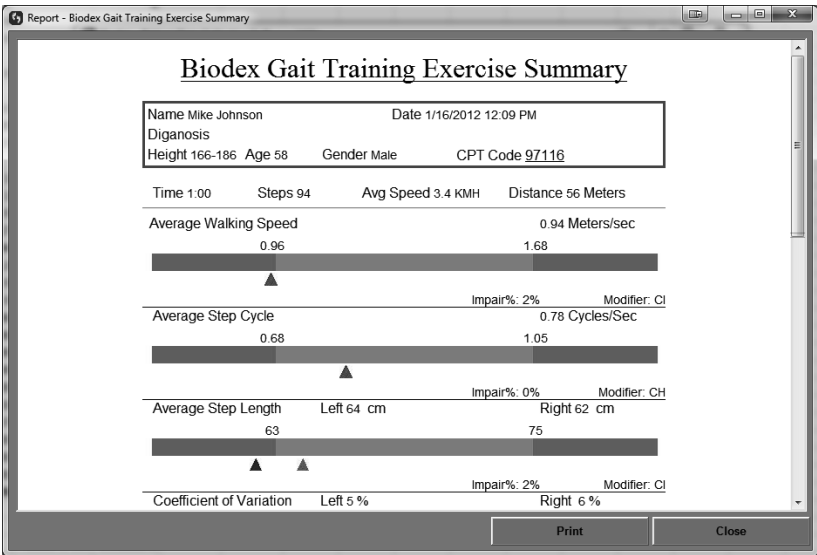 Report - Biodex Gait Training Exercise Summary
Biodex Gait Training Exercise Summary
Name Mike Johnson Date 1/16/2012 12:09 PM
Diganosis
Height 166-186 Age 58 Gender Male CPT Code 97116
Time 1:00 Steps 94 Avg Speed 3.4 KMH Distance 56 Meters
Average Walking Speed 0.94 Meters/sec
0.96 1.68
Impair%: 2% Modifier: CI
Average Step Cycle 0.78 Cycles/Sec
0.68 1.05
Impair%: 0% Modifier: CH
Average Step Length Left 64 cm Right 62 cm
63 75
Impair%: 2% Modifier: CI
Coefficient of Variation Left 5 % Right 6 %
Print Close